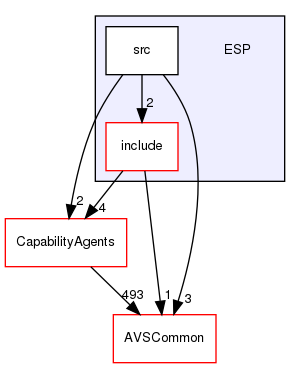 src
ESP
2
include
2
4
CapabilityAgents
1
3
493
AVSCommon